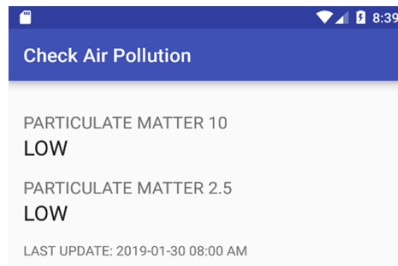 8:39
Check Air Pollution
PARTICULATE MATTER 10
LOW
PARTICULATE MATTER 2.5
LOW
LAST UPDATE: 2019-01-30 08:00 AM